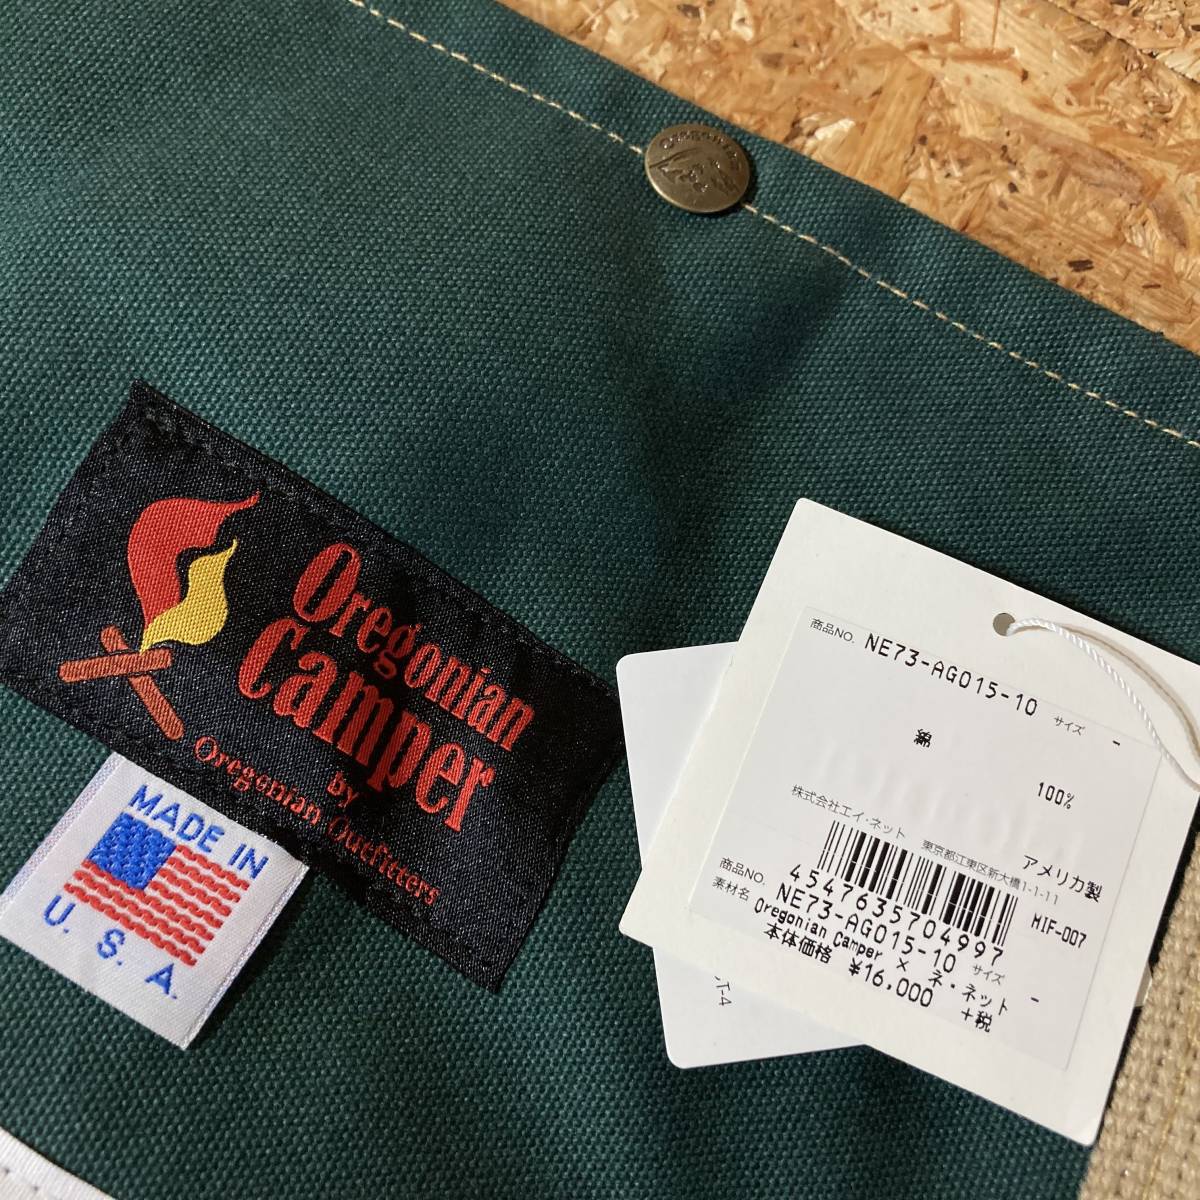 Oregonian
Camper
by
Oregonian Outfitters
MADE IN
U. S. A.
商品NO. NE73-AG015-10 サイズ -
綿 100%
アメリカ製
株式会社エイ・ネット 東京都江東区新大橋1-1-11
MIF-007
4547635704997
商品NO. NE73-AG015-10 サイズ -
素材名 Oregonian Camper × ネ・ネット
本体価格 ¥16,000 +税
T-4